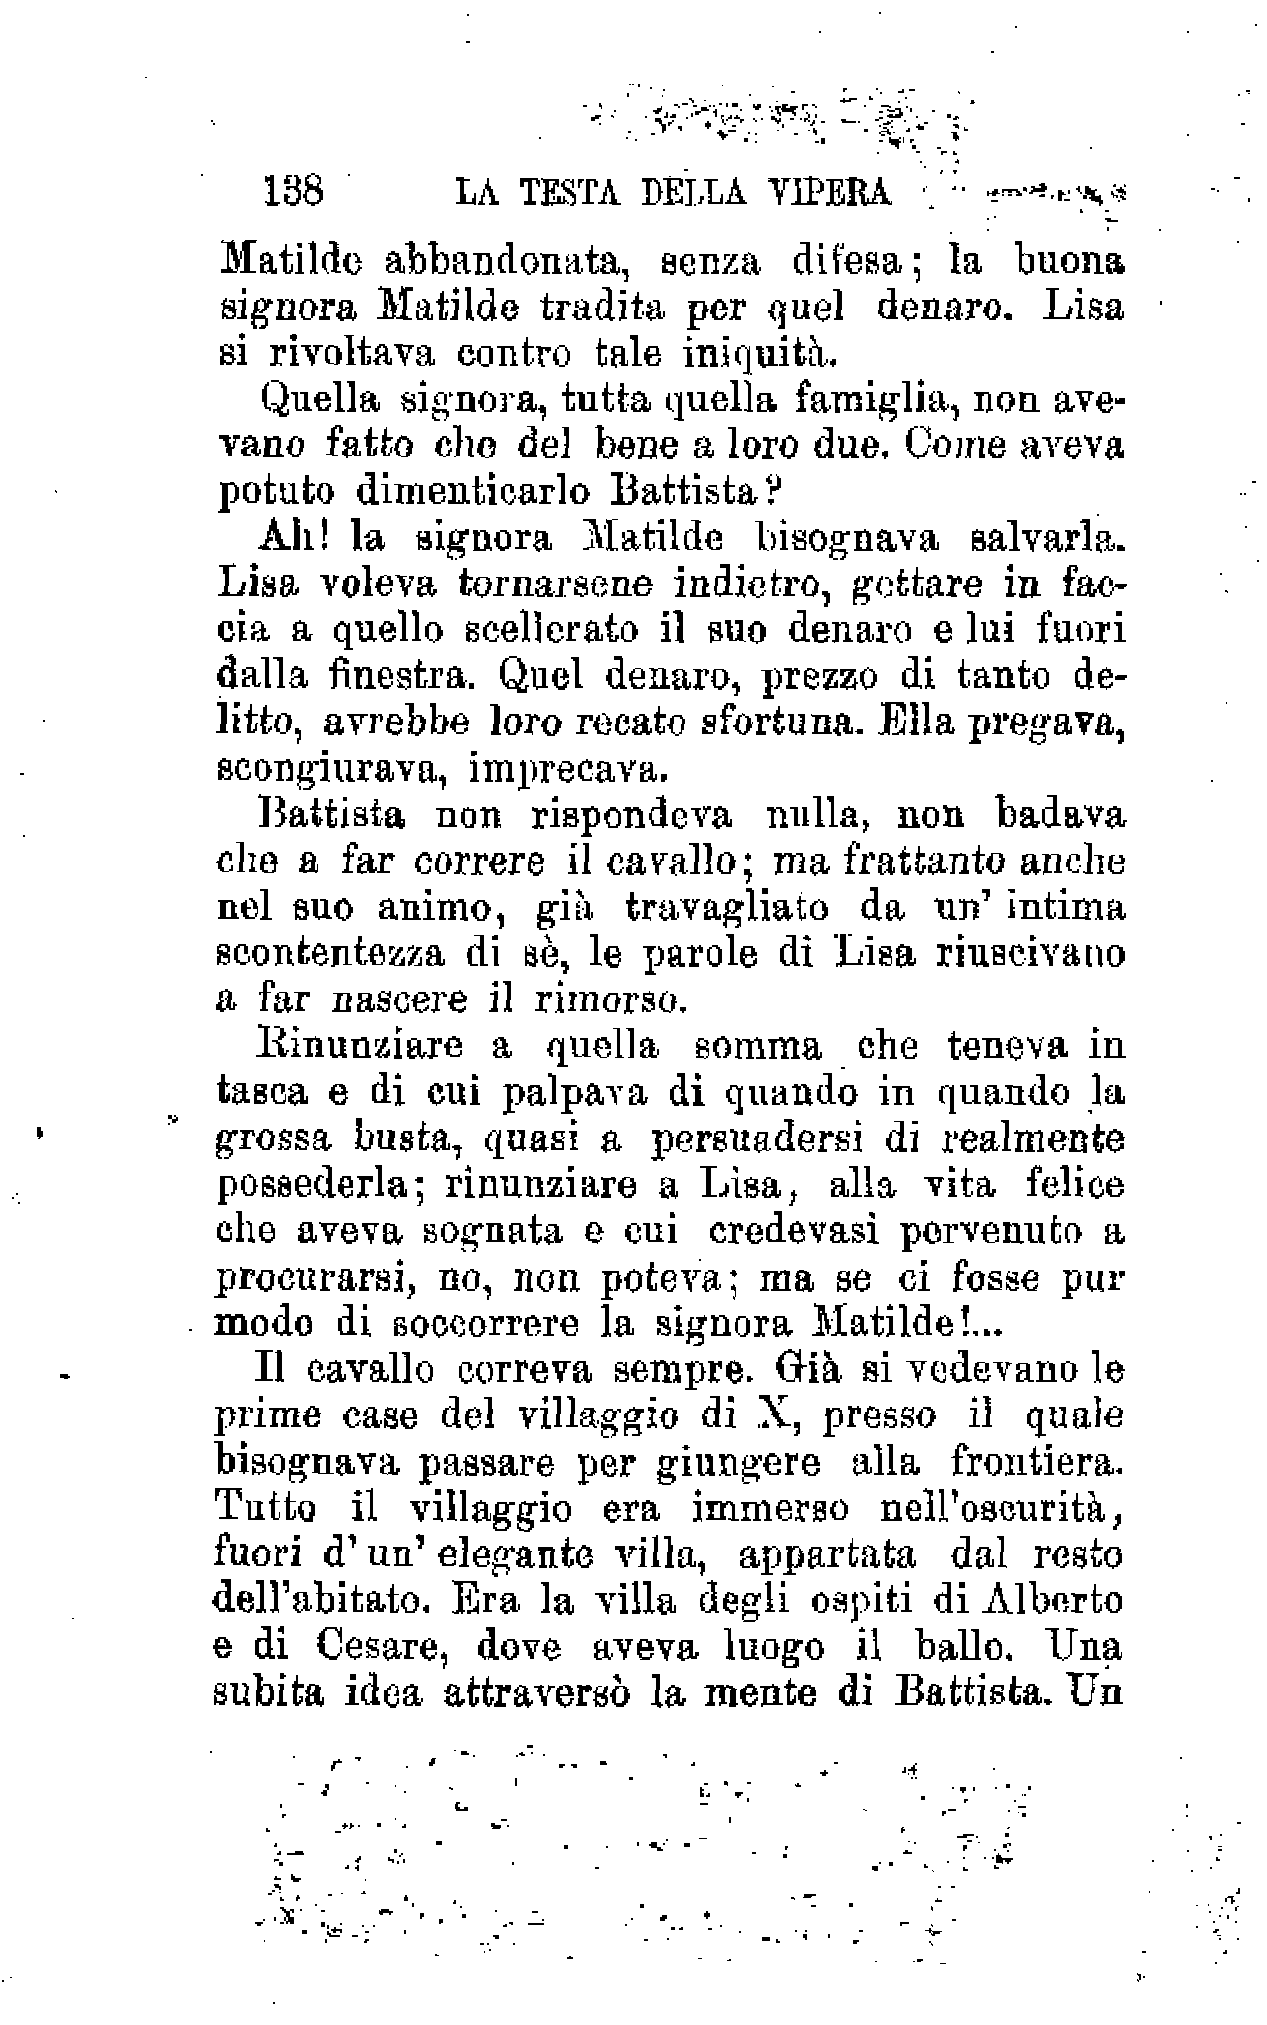 138 LA TESTA DELLA VIPERA
Matilde abbandonata, senza difesa; la buona
signora Matilde tradita per quel denaro. Lisa
si rivoltava contro tale iniquità.
Quella signora, tutta quella famiglia, non ave-
vano fatto che del bene a loro due. Come aveva
potuto dimenticarlo Battista?
Ah! la signora Matilde bisognava salvarla.
Lisa voleva tornarsene indietro, gettare in fac-
cia a quello scellerato il suo denaro e lui fuori
dalla finestra. Quel denaro, prezzo di tanto de-
litto, avrebbe loro recato sfortuna. Ella pregava,
scongiurava, imprecava.
Battista non rispondeva nulla, non badava
che a far correre il cavallo; ma frattanto anche
nel suo animo, già travagliato da un' intima
scontentezza di sè, le parole di Lisa riuscivano
a far nascere il rimorso.
Rinunziare a quella somma che teneva in
tasca e di cui palpava di quando in quando la
grossa busta, quasi a persuadersi di realmente
possederla; rinunziare a Lisa, alla vita felice
che aveva sognata e cui credevasi pervenuto a
procurarsi, no, non poteva; ma se ci fosse pur
modo di soccorrere la signora Matilde!...
Il cavallo correva sempre. Già si vedevano le
prime case del villaggio di X, presso il quale
bisognava passare per giungere alla frontiera.
Tutto il villaggio era immerso nell'oscurità,
fuori d' un' elegante villa, appartata dal resto
dell'abitato. Era la villa degli ospiti di Alberto
e di Cesare, dove aveva luogo il ballo. Una
subita idea attraversò la mente di Battista. Un